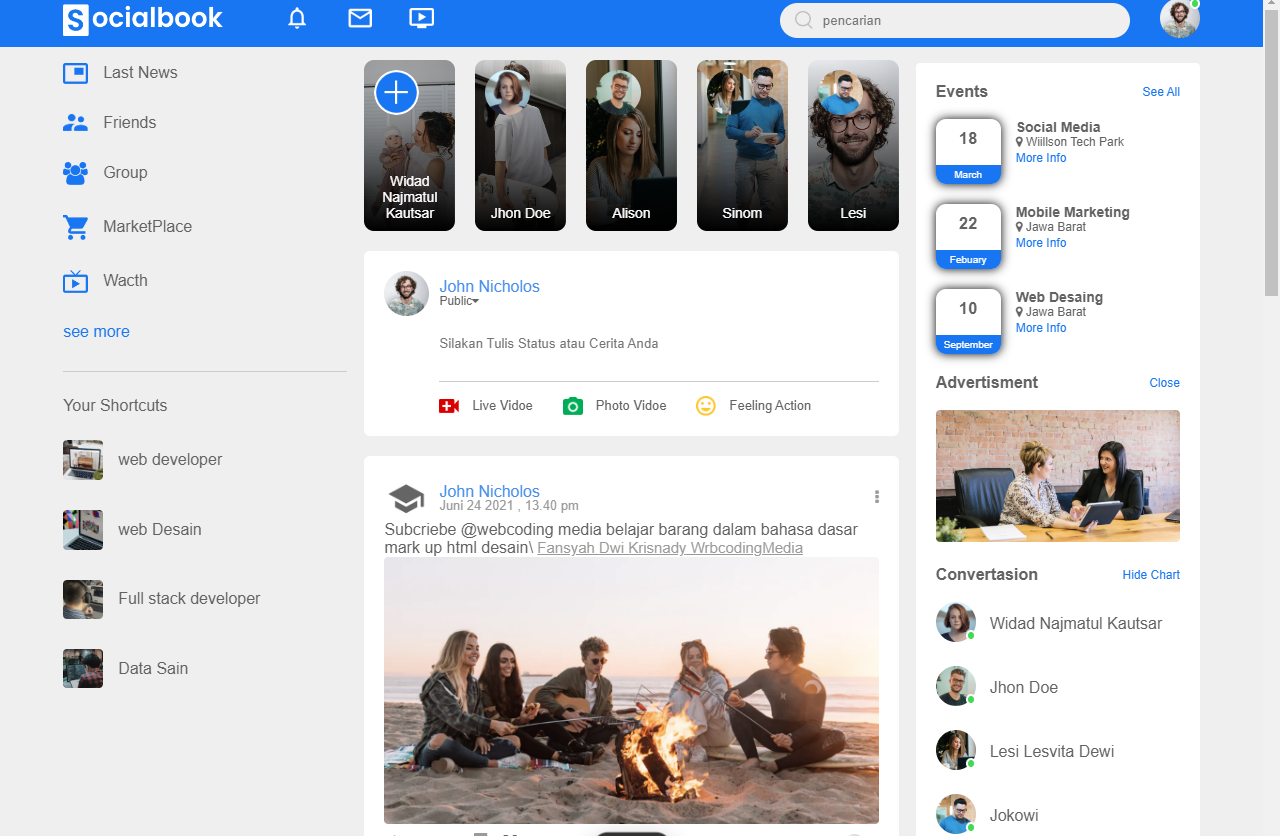 Socialbook
pencarian
Last News
Friends
Group
MarketPlace
Wacth
see more
Your Shortcuts
web developer
web Desain
Full stack developer
Data Sain
Widad
Najmatul
Kautsar
Jhon Doe
Alison
Sinom
Lesi
John Nicholos
Public
Silakan Tulis Status atau Cerita Anda
Live Vidoe
Photo Vidoe
Feeling Action
John Nicholos
Juni 24 2021 , 13.40 pm
Subcriebe @webcoding media belajar barang dalam bahasa dasar
mark up html desain\ Fansyah Dwi Krisnady WrbcodingMedia
Events
See All
18
March
Social Media
Wiillson Tech Park
More Info
22
Febuary
Mobile Marketing
Jawa Barat
More Info
10
September
Web Desaing
Jawa Barat
More Info
Advertisment
Close
Convertasion
Hide Chart
Widad Najmatul Kautsar
Jhon Doe
Lesi Lesvita Dewi
Jokowi